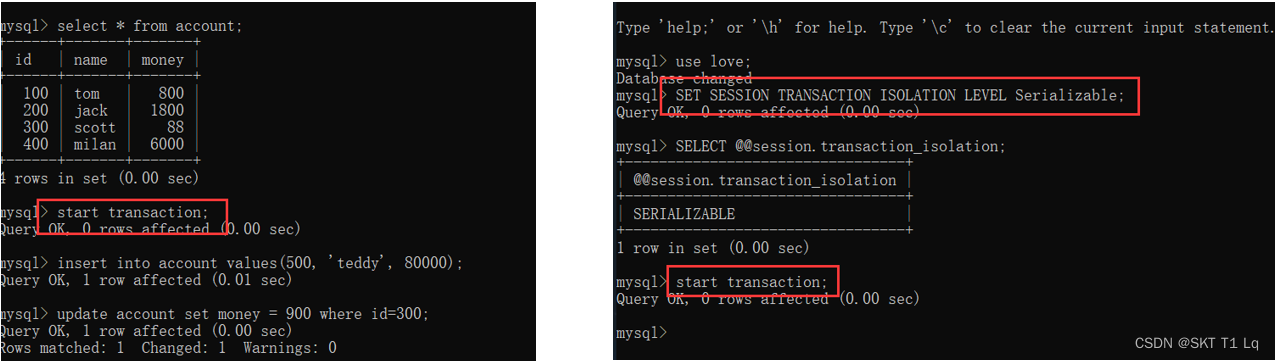 mysql> select * from account;
id | name | money
100 | tom | 800
200 | jack | 1800
300 | scott | 88
400 | milan | 6000
4 rows in set (0.00 sec)
mysql> start transaction;
Query OK, 0 rows affected (0.00 sec)
mysql> insert into account values(500, 'teddy', 80000);
Query OK, 1 row affected (0.01 sec)
mysql> update account set money = 900 where id=300;
Query OK, 1 row affected (0.00 sec)
Rows matched: 1  Changed: 1  Warnings: 0
Type 'help;' or '\h' for help. Type '\c' to clear the current input statement.
mysql> use love;
Database changed
mysql> SET SESSION TRANSACTION ISOLATION LEVEL Serializable;
Query OK, 0 rows affected (0.00 sec)
mysql> SELECT @@session.transaction_isolation;
| @@session.transaction_isolation |
| SERIALIZABLE |
1 row in set (0.00 sec)
mysql> start transaction;
Query OK, 0 rows affected (0.00 sec)
mysql>
CSDN @SKT T1 Lq